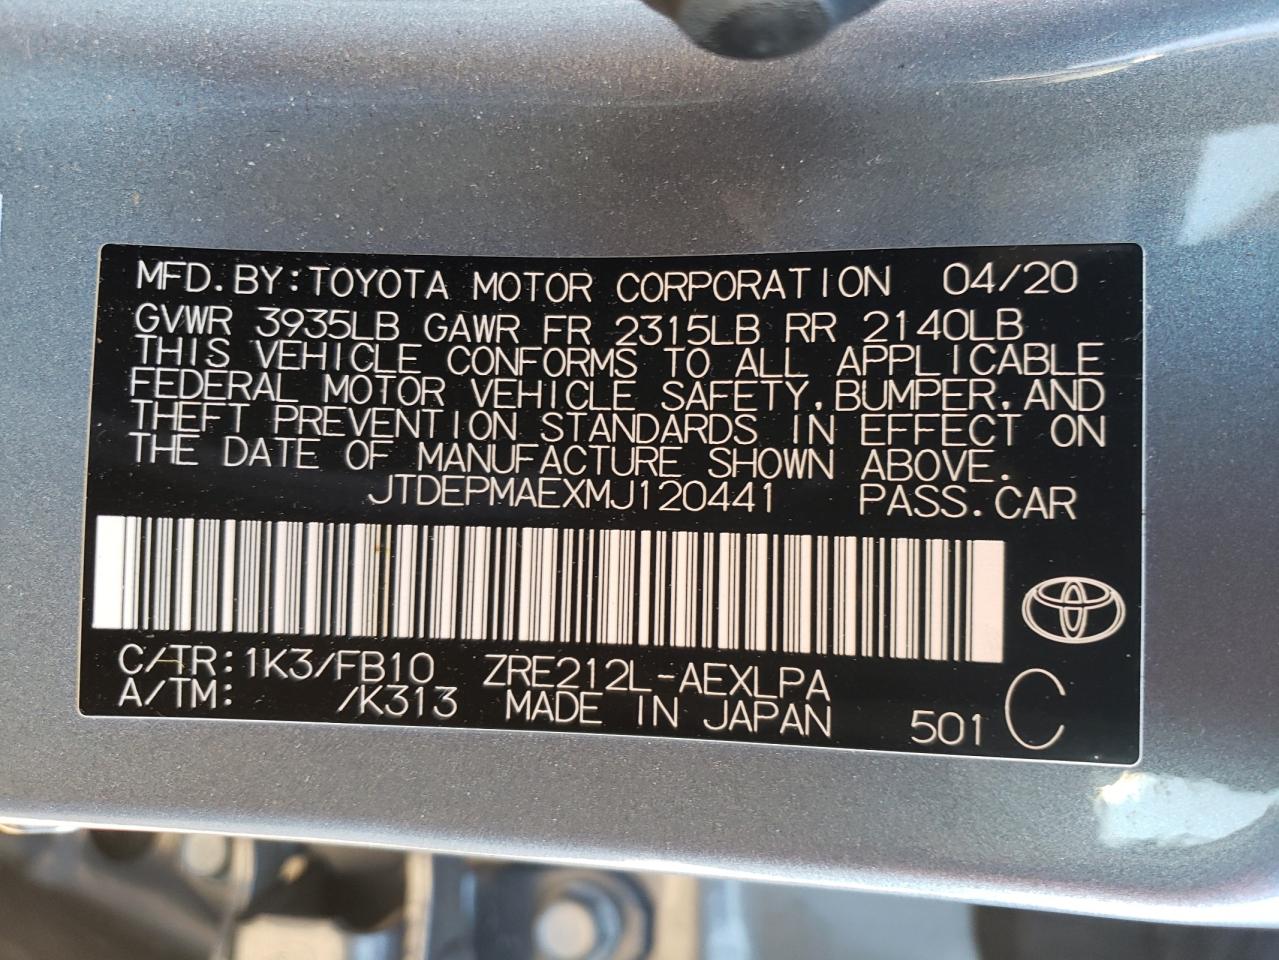 MFD.BY:TOYOTA MOTOR CORPORATION 04/20
GVWR 3935LB GAWR FR 2315LB RR 2140LB
THIS VEHICLE CONFORMS TO ALL APPLICABLE
FEDERAL MOTOR VEHICLE SAFETY,BUMPER,AND
THEFT PREVENTION STANDARDS IN EFFECT ON
THE DATE OF MANUFACTURE SHOWN ABOVE.
JTDEPMAEXMJ120441 PASS.CAR
C/TR:1K3/FB10 ZRE212L-AEXLPA
A/TM: /K313 MADE IN JAPAN 501 C